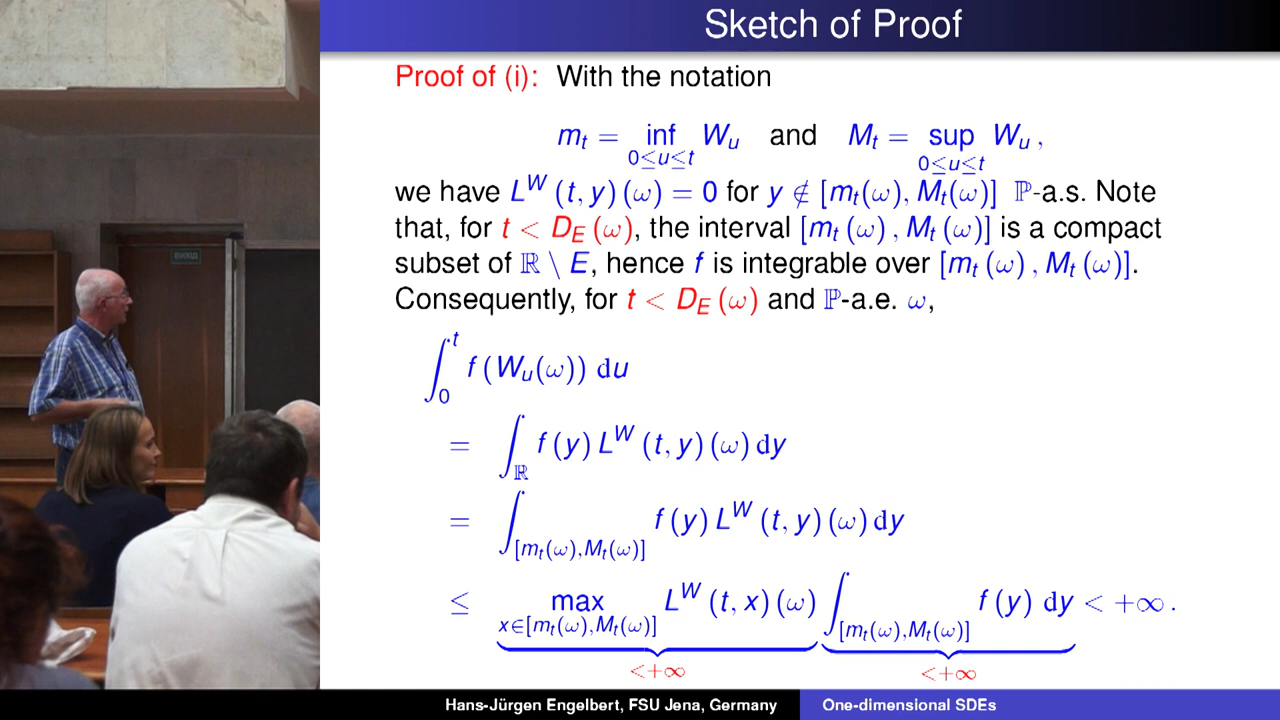 Sketch of Proof
Proof of (i): With the notation
m_t = inf_{0≤u≤t} W_u and M_t = sup_{0≤u≤t} W_u ,
we have L^W (t, y) (ω) = 0 for y ∉ [m_t(ω), M_t(ω)] ℙ-a.s. Note
that, for t < D_E (ω), the interval [m_t (ω) , M_t (ω)] is a compact
subset of ℝ \ E, hence f is integrable over [m_t (ω) , M_t (ω)].
Consequently, for t < D_E (ω) and ℙ-a.e. ω,
∫_0^t f (W_u(ω)) du
= ∫_ℝ f (y) L^W (t, y) (ω) dy
= ∫_{[m_t(ω),M_t(ω)]} f (y) L^W (t, y) (ω) dy
≤ max_{x∈[m_t(ω),M_t(ω)]} L^W (t, x) (ω) ∫_{[m_t(ω),M_t(ω)]} f (y) dy < +∞ .
<+∞ <+∞
Hans-Jürgen Engelbert, FSU Jena, Germany One-dimensional SDEs
ВИХІД